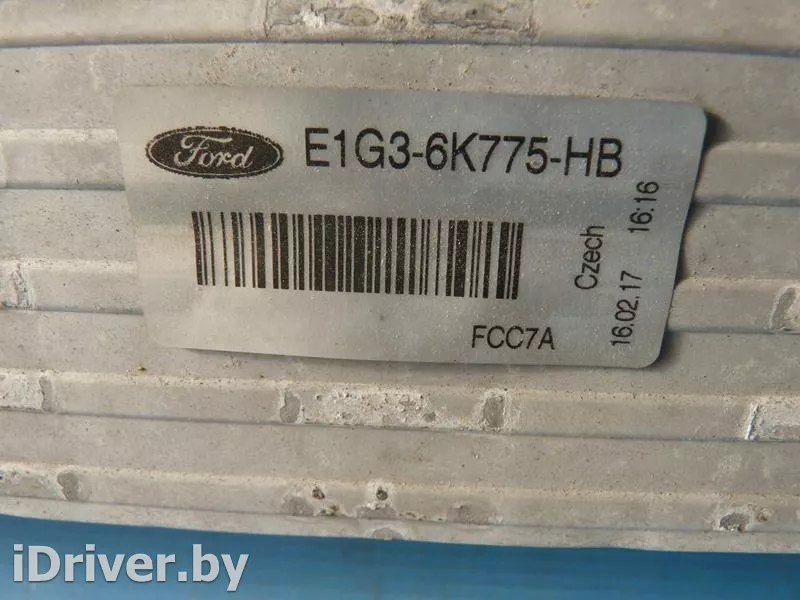 Ford E1G3-6K775-HB
FCC7A
Czech
16.02.17 16:16
iDriver.by